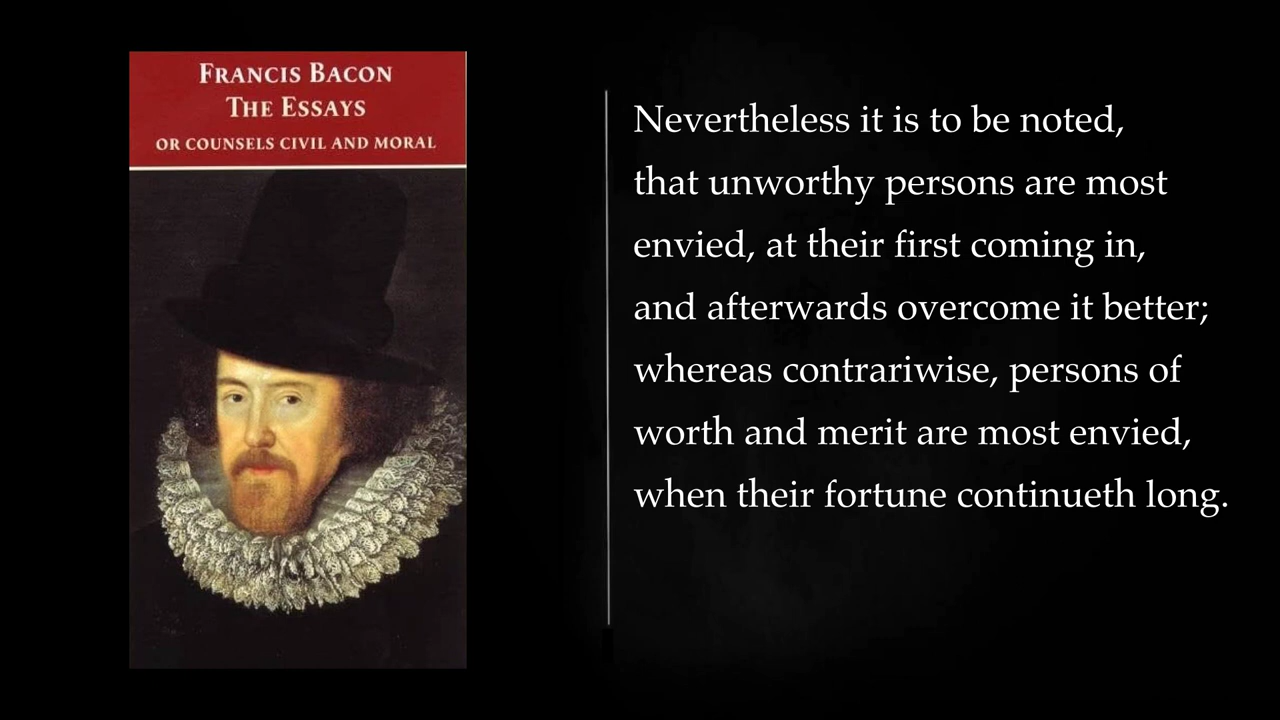 FRANCIS BACON
THE ESSAYS
OR COUNSELS CIVIL AND MORAL
Nevertheless it is to be noted,
that unworthy persons are most
envied, at their first coming in,
and afterwards overcome it better;
whereas contrariwise, persons of
worth and merit are most envied,
when their fortune continueth long.